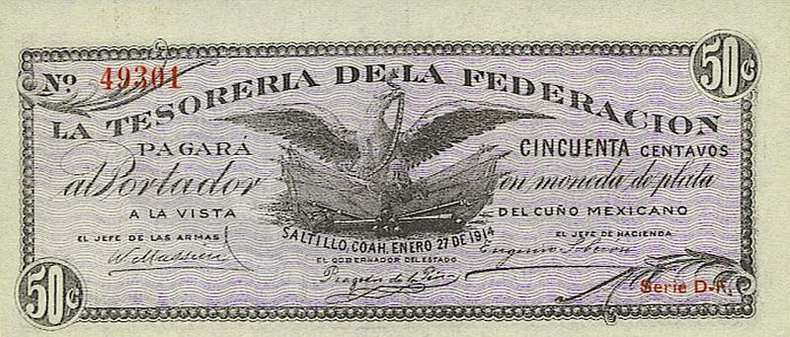 50¢
Nº 49301
LA TESORERIA DE LA FEDERACION
PAGARÁ CINCUENTA CENTAVOS
al Portador en moneda de plata
A LA VISTA DEL CUÑO MEXICANO
SALTILLO, COAH, ENERO 27 DE 1914
EL JEFE DE LAS ARMAS EL JEFE DE HACIENDA
EL GOBERNADOR DEL ESTADO
50¢
Serie D-A.